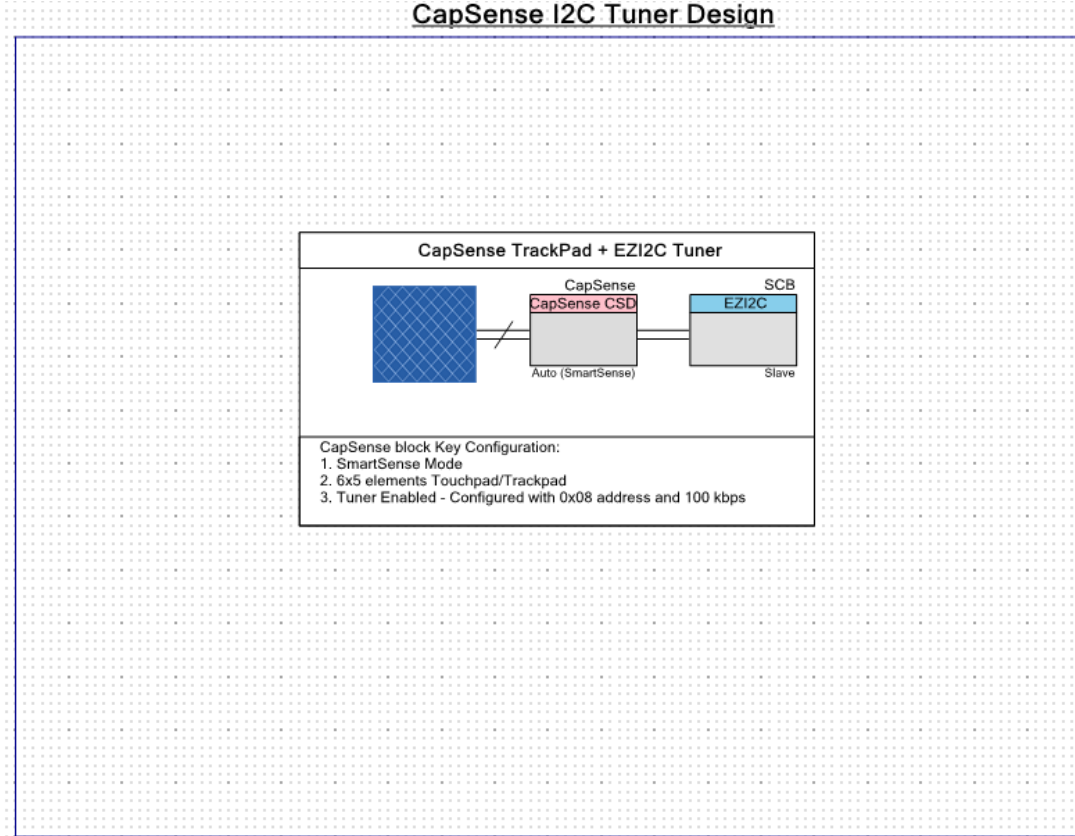 CapSense I2C Tuner Design
CapSense TrackPad + EZI2C Tuner
CapSense
SCB
CapSense CSD
EZI2C
Auto (SmartSense)
Slave
CapSense block Key Configuration:
1. SmartSense Mode
2. 6x5 elements Touchpad/Trackpad
3. Tuner Enabled - Configured with 0x08 address and 100 kbps